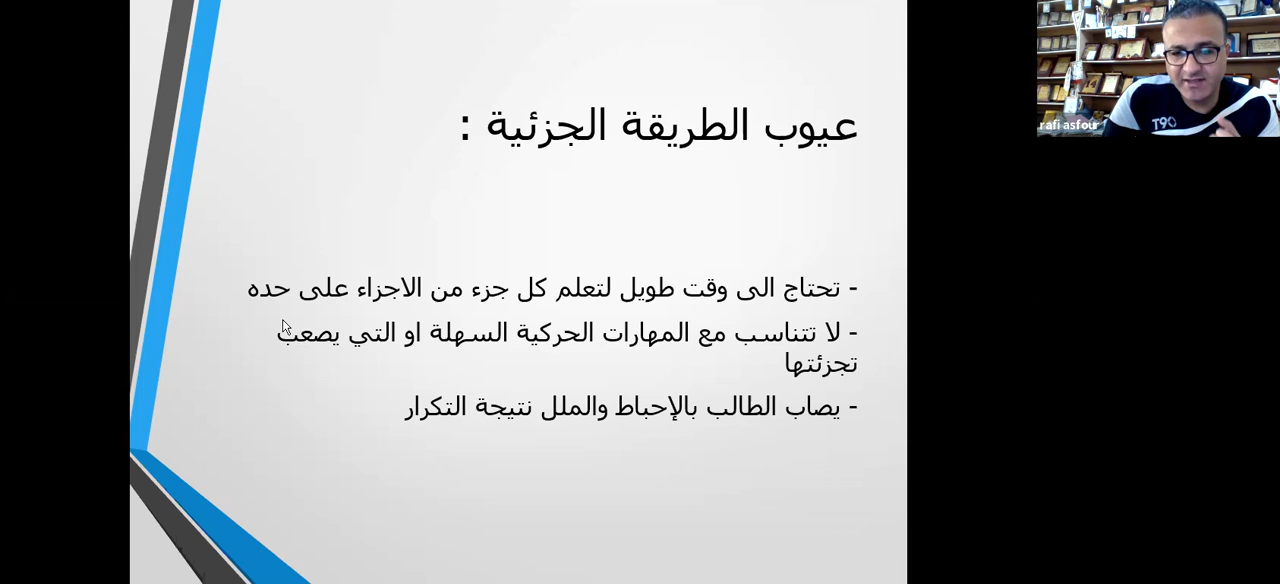 عيوب الطريقة الجزئية :
- تحتاج الى وقت طويل لتعلم كل جزء من الاجزاء على حده
- لا تتناسب مع المهارات الحركية السهلة او التي يصعب
تجزئتها
- يصاب الطالب بالإحباط والملل نتيجة التكرار
T90
rafi asfour